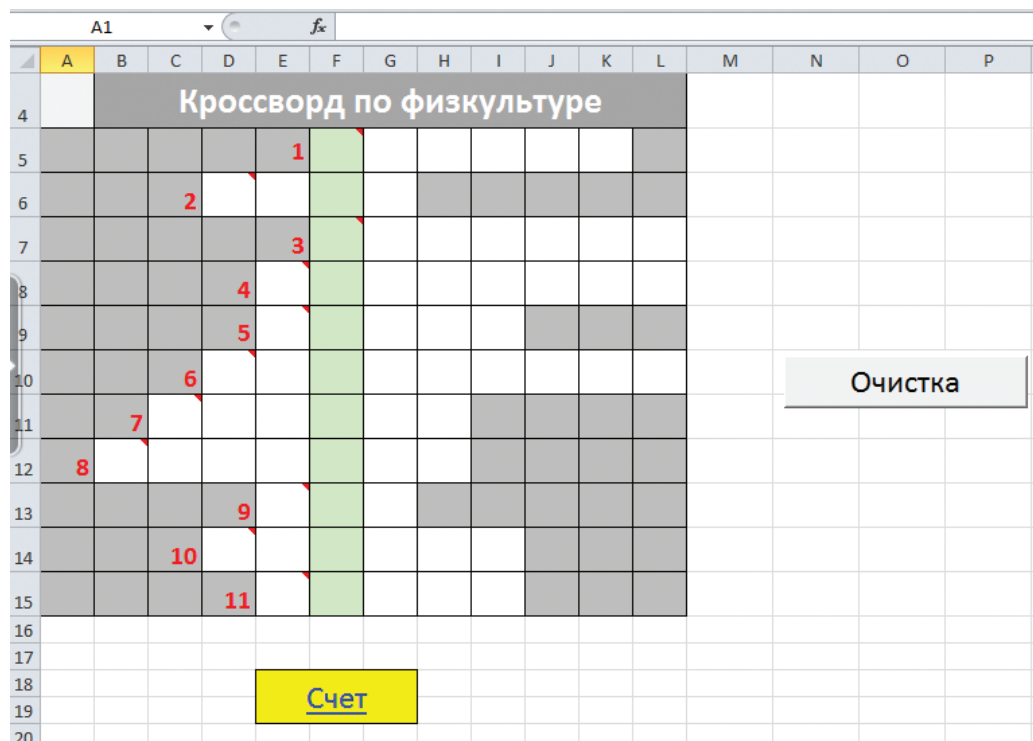 A1 fx
A B C D E F G H I J K L M N O P
4 Кроссворд по физкультуре
5 1
6 2
7 3
8 4
9 5
10 6 Очистка
11 7
12 8
13 9
14 10
15 11
16
17
18 Счет
19
20